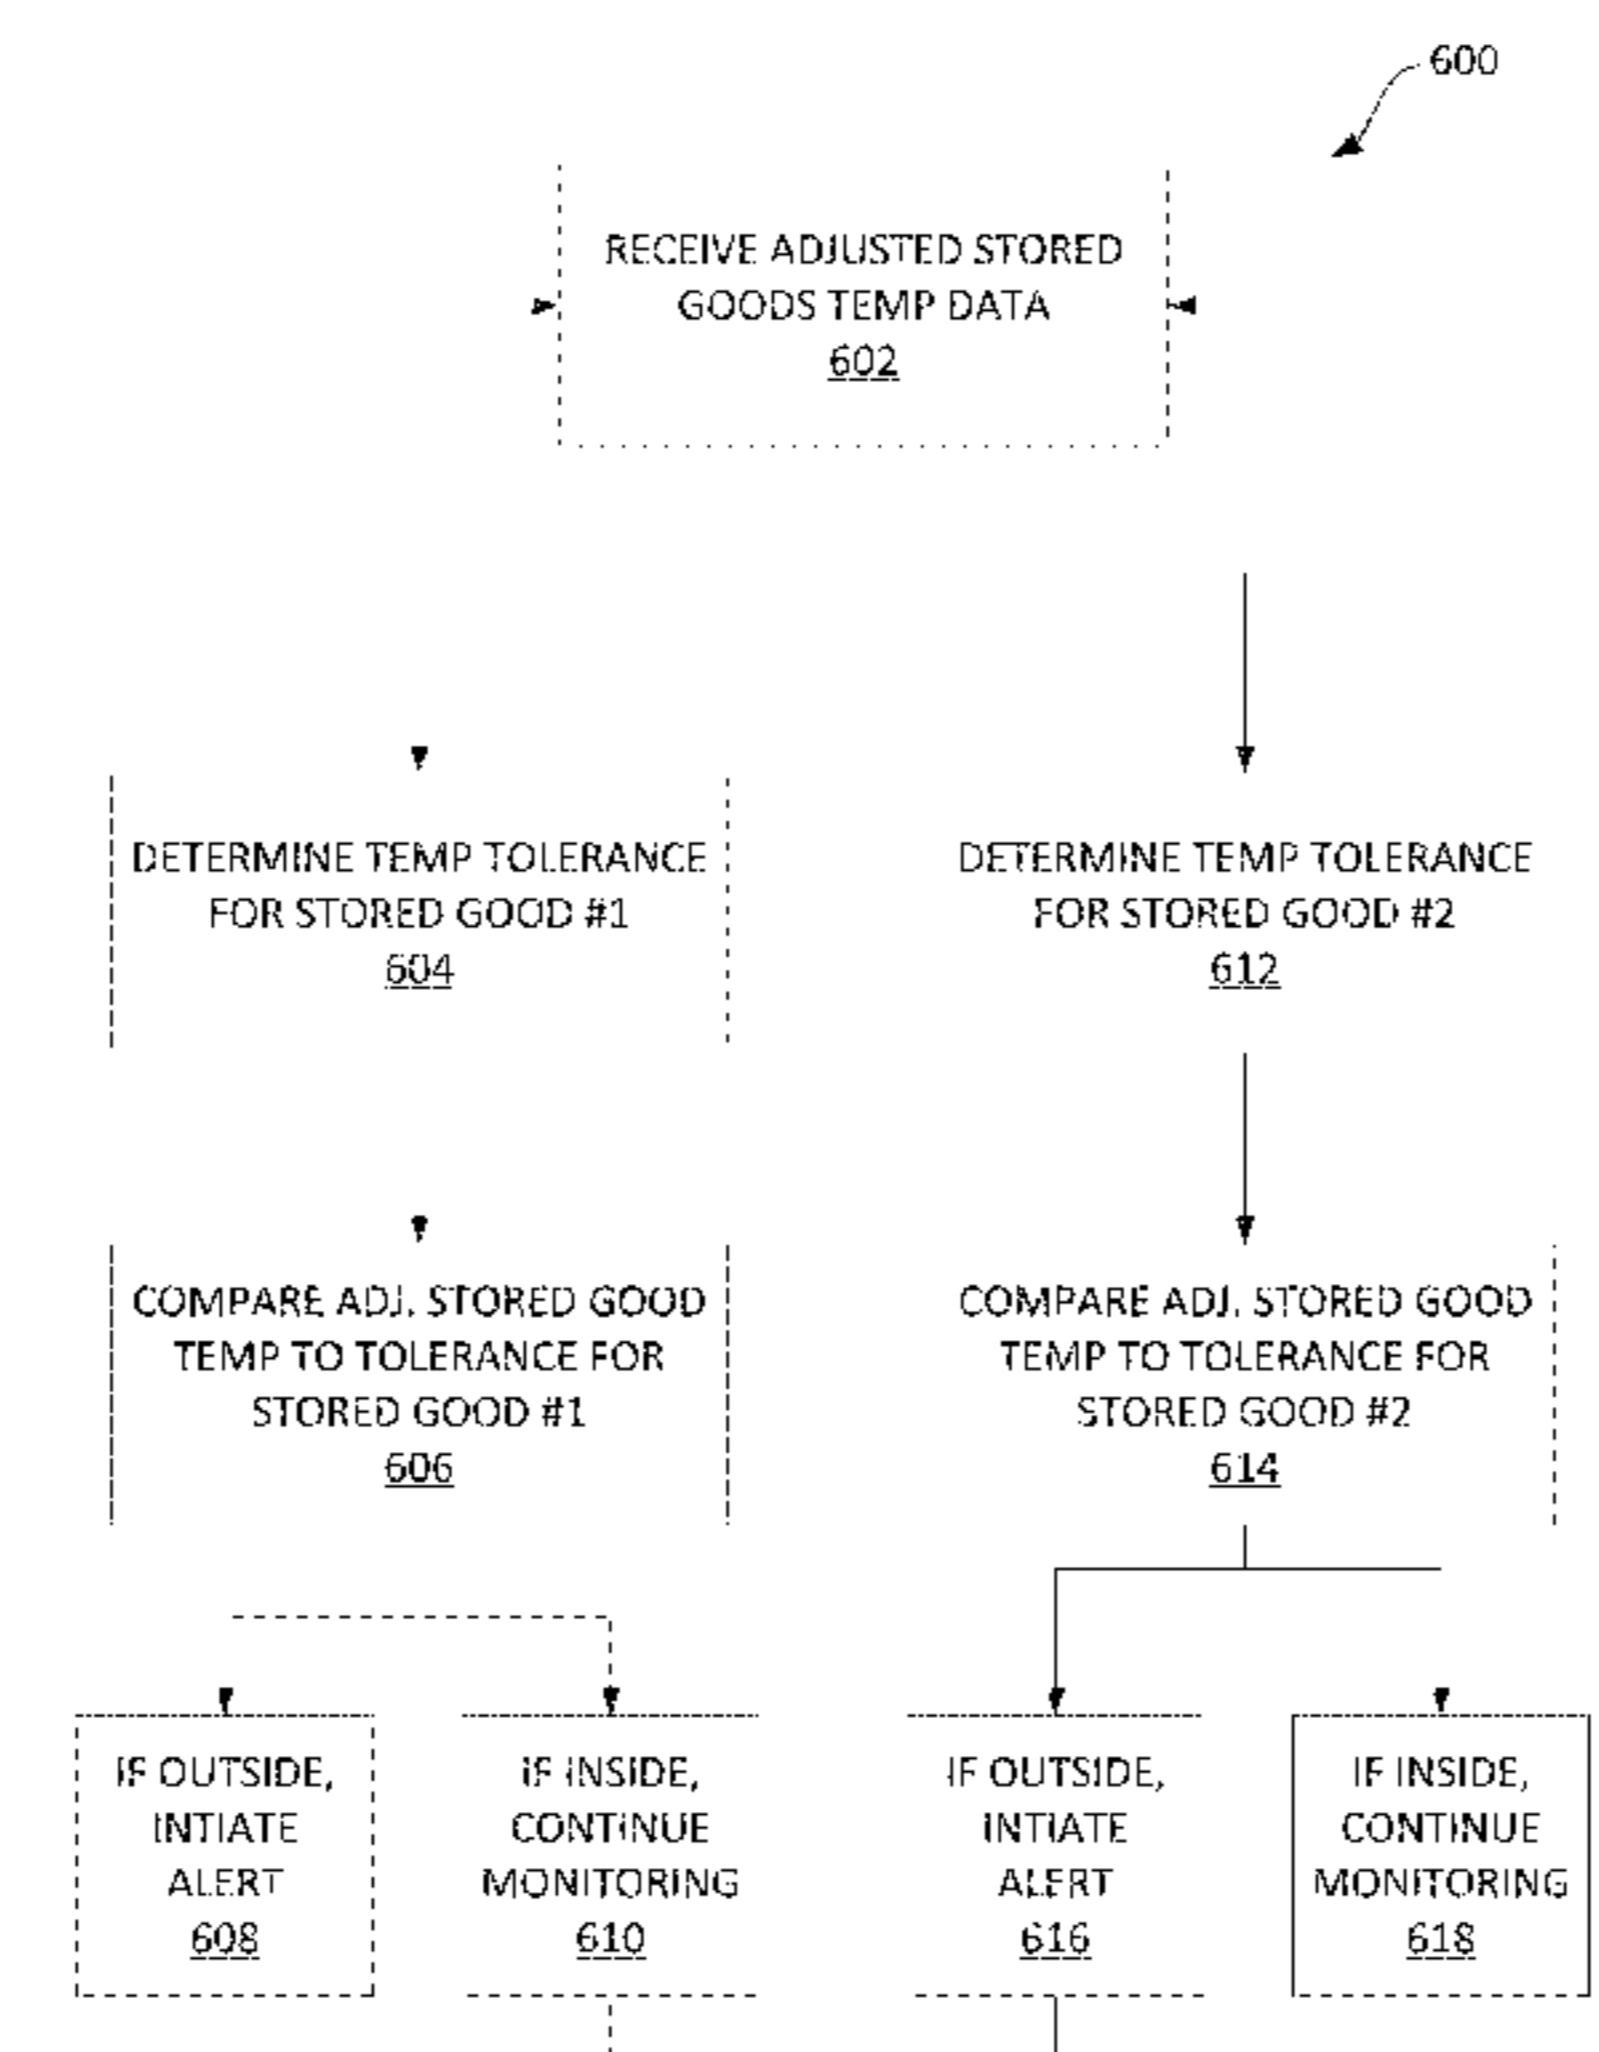 600
RECEIVE ADJUSTED STORED
GOODS TEMP DATA
602
DETERMINE TEMP TOLERANCE
FOR STORED GOOD #1
604
DETERMINE TEMP TOLERANCE
FOR STORED GOOD #2
612
COMPARE ADJ. STORED GOOD
TEMP TO TOLERANCE FOR
STORED GOOD #1
606
COMPARE ADJ. STORED GOOD
TEMP TO TOLERANCE FOR
STORED GOOD #2
614
IF OUTSIDE,
INTIATE
ALERT
608
IF INSIDE,
CONTINUE
MONITORING
610
IF OUTSIDE,
INTIATE
ALERT
616
IF INSIDE,
CONTINUE
MONITORING
618